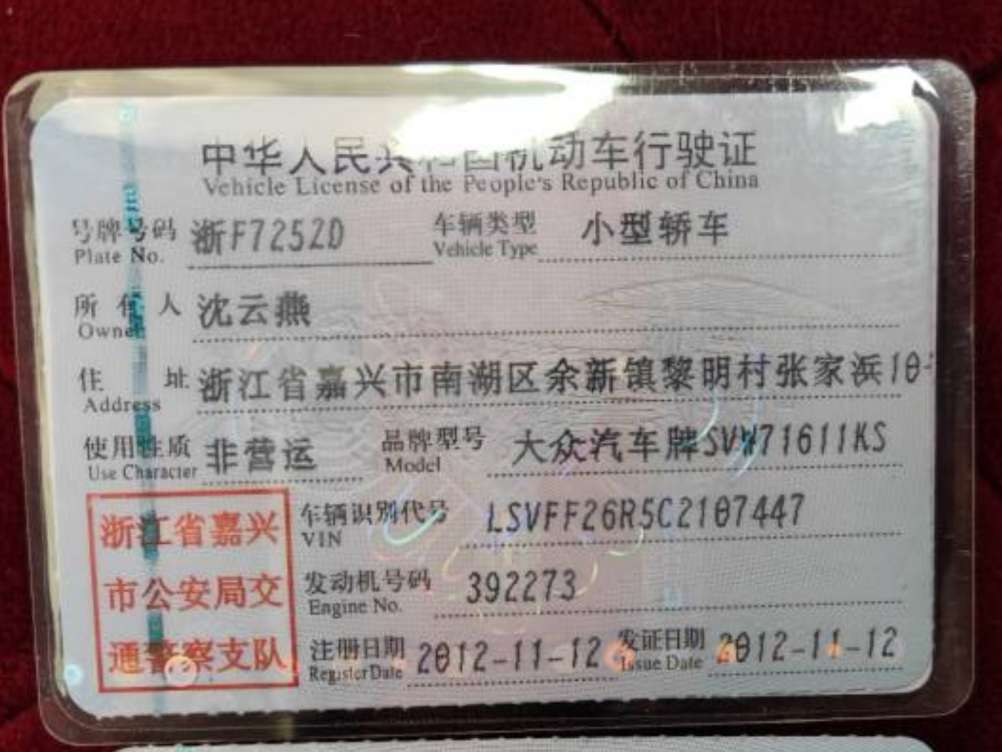 中华人民共和国机动车行驶证
Vehicle License of the People's Republic of China
号牌号码 浙F7252D 车辆类型 小型轿车
Plate No. Vehicle Type
所有人 沈云燕
Owner
住址 浙江省嘉兴市南湖区余新镇黎明村张家浜10
Address
使用性质 非营运 品牌型号 大众汽车牌SVW71611KS
Use Character Model
浙江省嘉兴 车辆识别代号 LSVFF26R5C2107447
VIN
市公安局交 发动机号码 392273
Engine No.
通警察支队 注册日期 2012-11-12 发证日期 2012-11-12
Register Date Issue Date